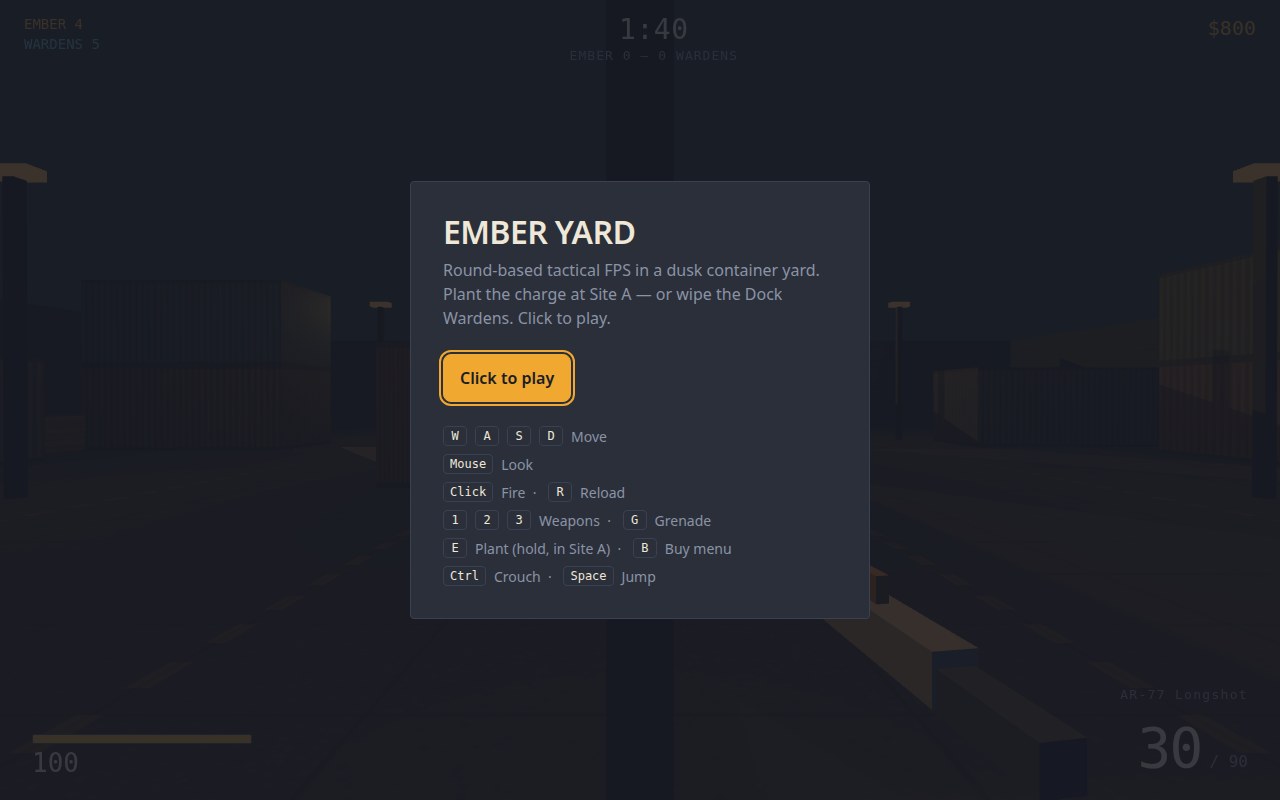 EMBER 4
WARDENS 5
1:40
EMBER 0 — 0 WARDENS
$800
EMBER YARD
Round-based tactical FPS in a dusk container yard.
Plant the charge at Site A — or wipe the Dock
Wardens. Click to play.
Click to play
W A S D Move
Mouse Look
Click Fire · R Reload
1 2 3 Weapons · G Grenade
E Plant (hold, in Site A) · B Buy menu
Ctrl Crouch · Space Jump
AR-77 Longshot
100
30 / 90